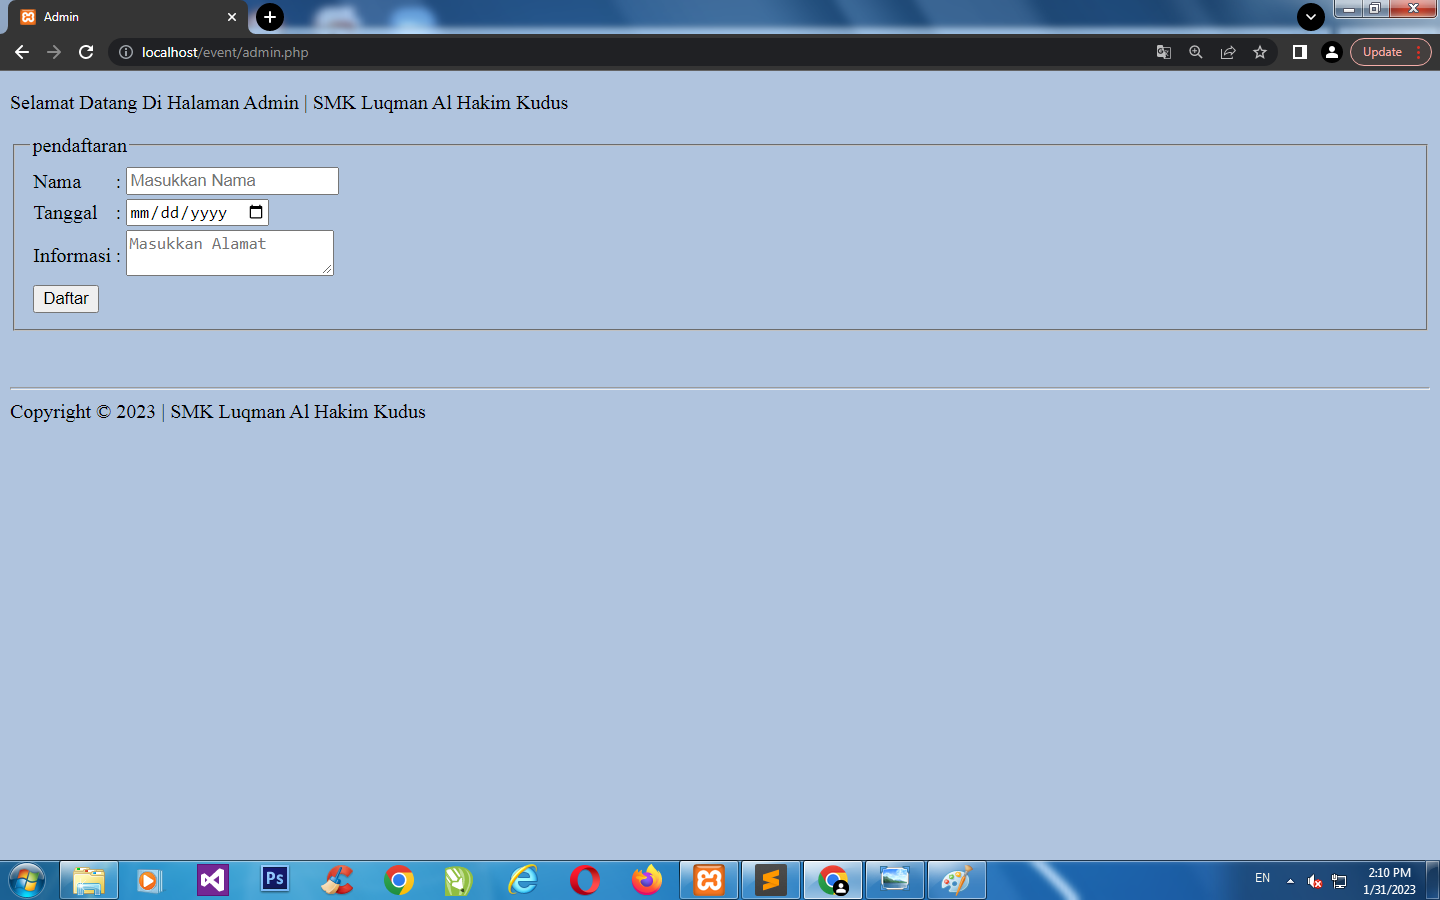 Admin
localhost/event/admin.php
Update
Selamat Datang Di Halaman Admin | SMK Luqman Al Hakim Kudus
pendaftaran
Nama : Masukkan Nama
Tanggal : mm/dd/yyyy
Informasi : Masukkan Alamat
Daftar
Copyright © 2023 | SMK Luqman Al Hakim Kudus
Ps
EN
2:10 PM
1/31/2023